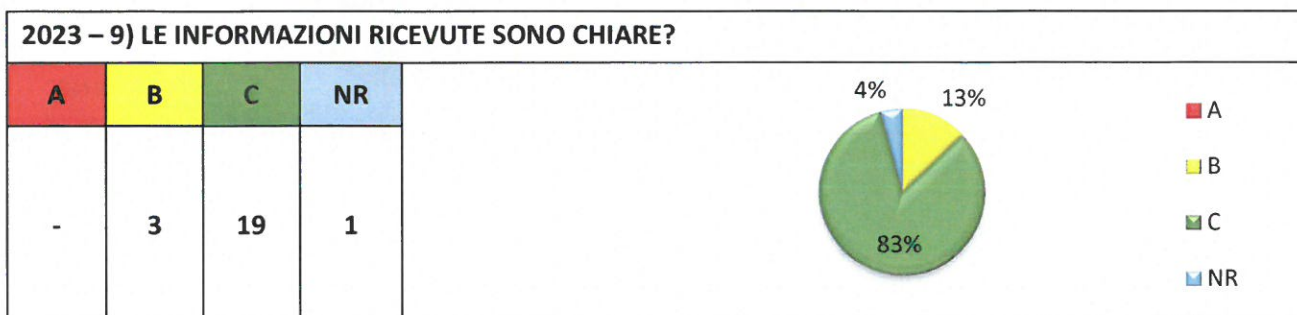 2023 – 9) LE INFORMAZIONI RICEVUTE SONO CHIARE?
A B C NR
- 3 19 1
4% 13%
83%
A
B
C
NR